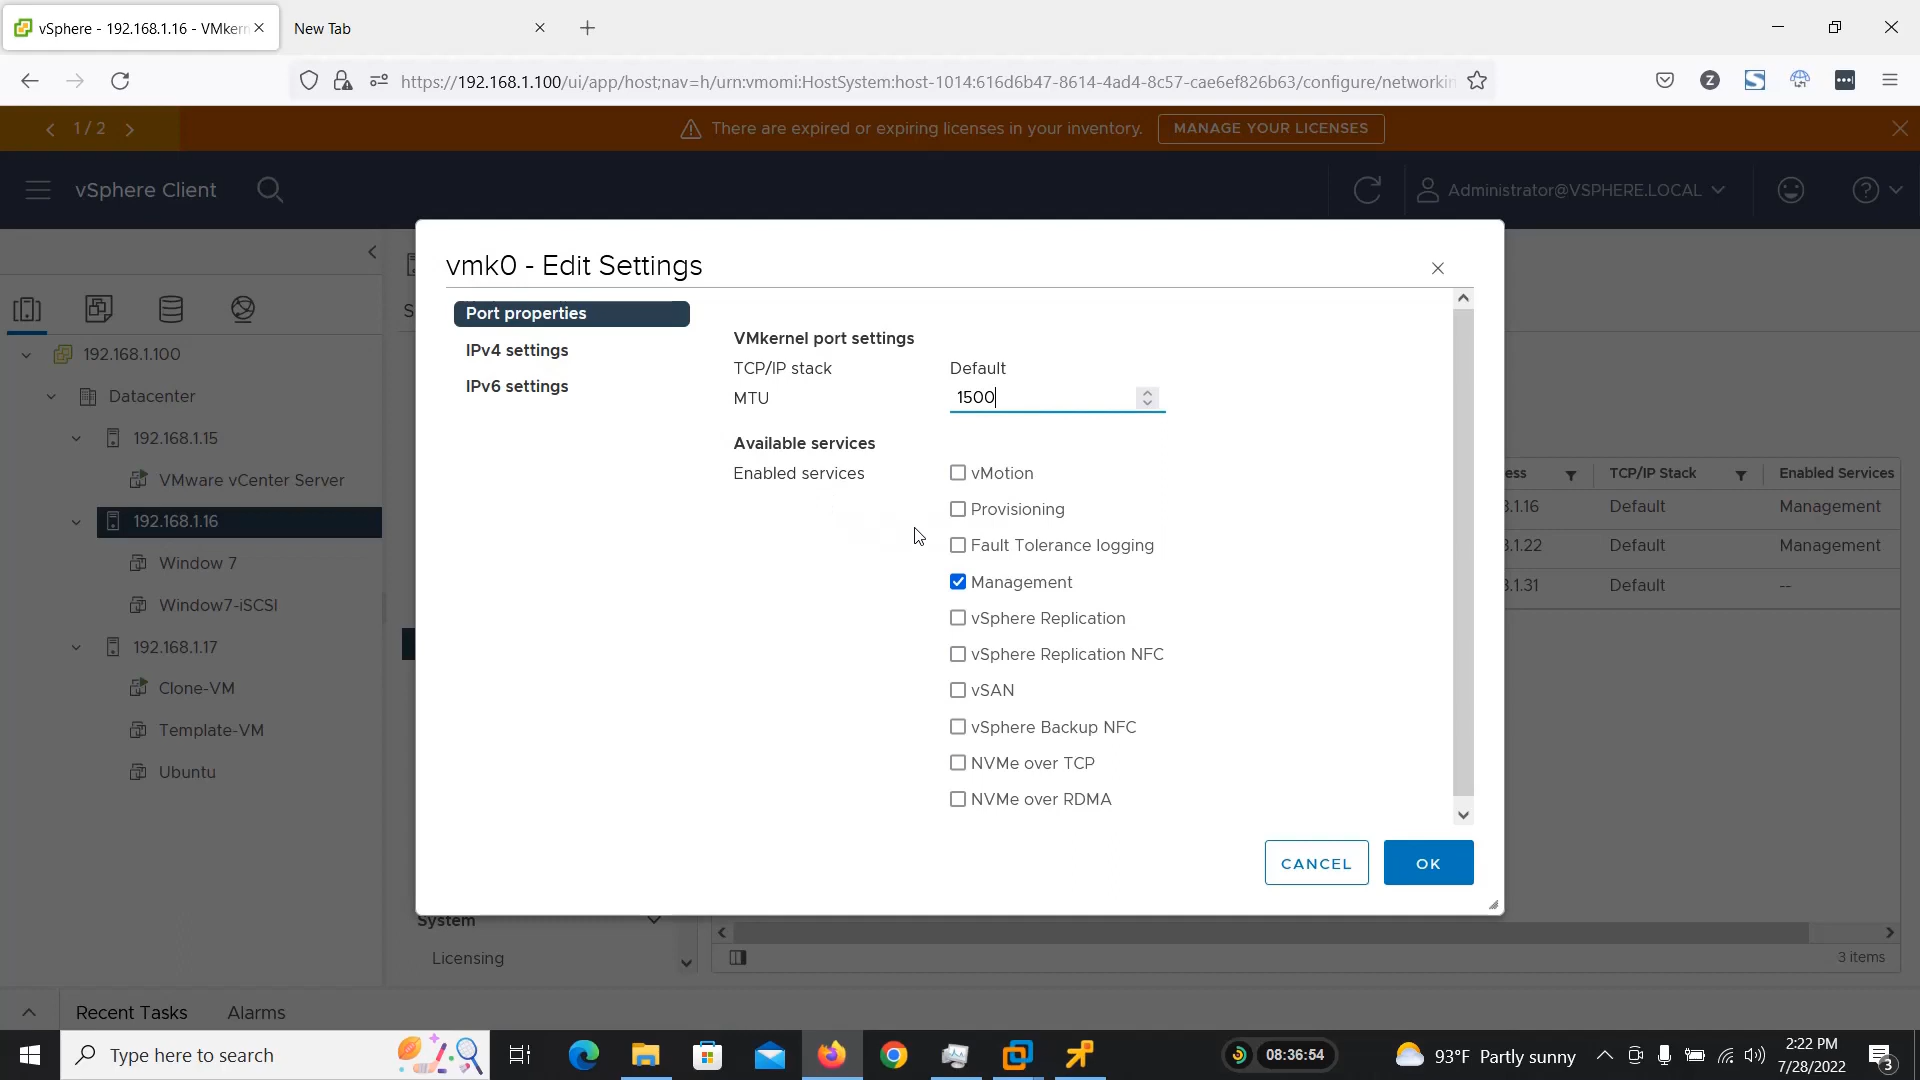 vSphere - 192.168.1.16 - VMkern
New Tab
https://192.168.1.100/ui/app/host;nav=h/urn:vmomi:HostSystem:host-1014:616d6b47-8614-4ad4-8c57-cae6ef826b63/configure/networkin
1 / 2
There are expired or expiring licenses in your inventory.
MANAGE YOUR LICENSES
vSphere Client
Administrator@VSPHERE.LOCAL
vmk0 - Edit Settings
Port properties
IPv4 settings
IPv6 settings
VMkernel port settings
TCP/IP stack
Default
MTU
1500
Available services
Enabled services
vMotion
Provisioning
Fault Tolerance logging
Management
vSphere Replication
vSphere Replication NFC
vSAN
vSphere Backup NFC
NVMe over TCP
NVMe over RDMA
CANCEL
OK
192.168.1.100
Datacenter
192.168.1.15
VMware vCenter Server
192.168.1.16
Window 7
Window7-iSCSI
192.168.1.17
Clone-VM
Template-VM
Ubuntu
ess
TCP/IP Stack
Enabled Services
3.1.16
Default
Management
3.1.22
Default
Management
3.1.31
Default
--
System
Licensing
3 items
Recent Tasks
Alarms
Type here to search
08:36:54
93°F Partly sunny
2:22 PM
7/28/2022
3